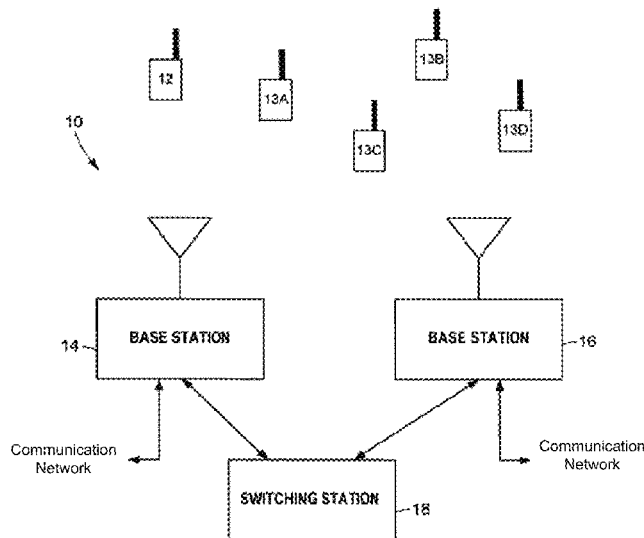 12
13A
13B
13C
13D
10
BASE STATION
14
BASE STATION
16
Communication
Network
Communication
Network
SWITCHING STATION
18